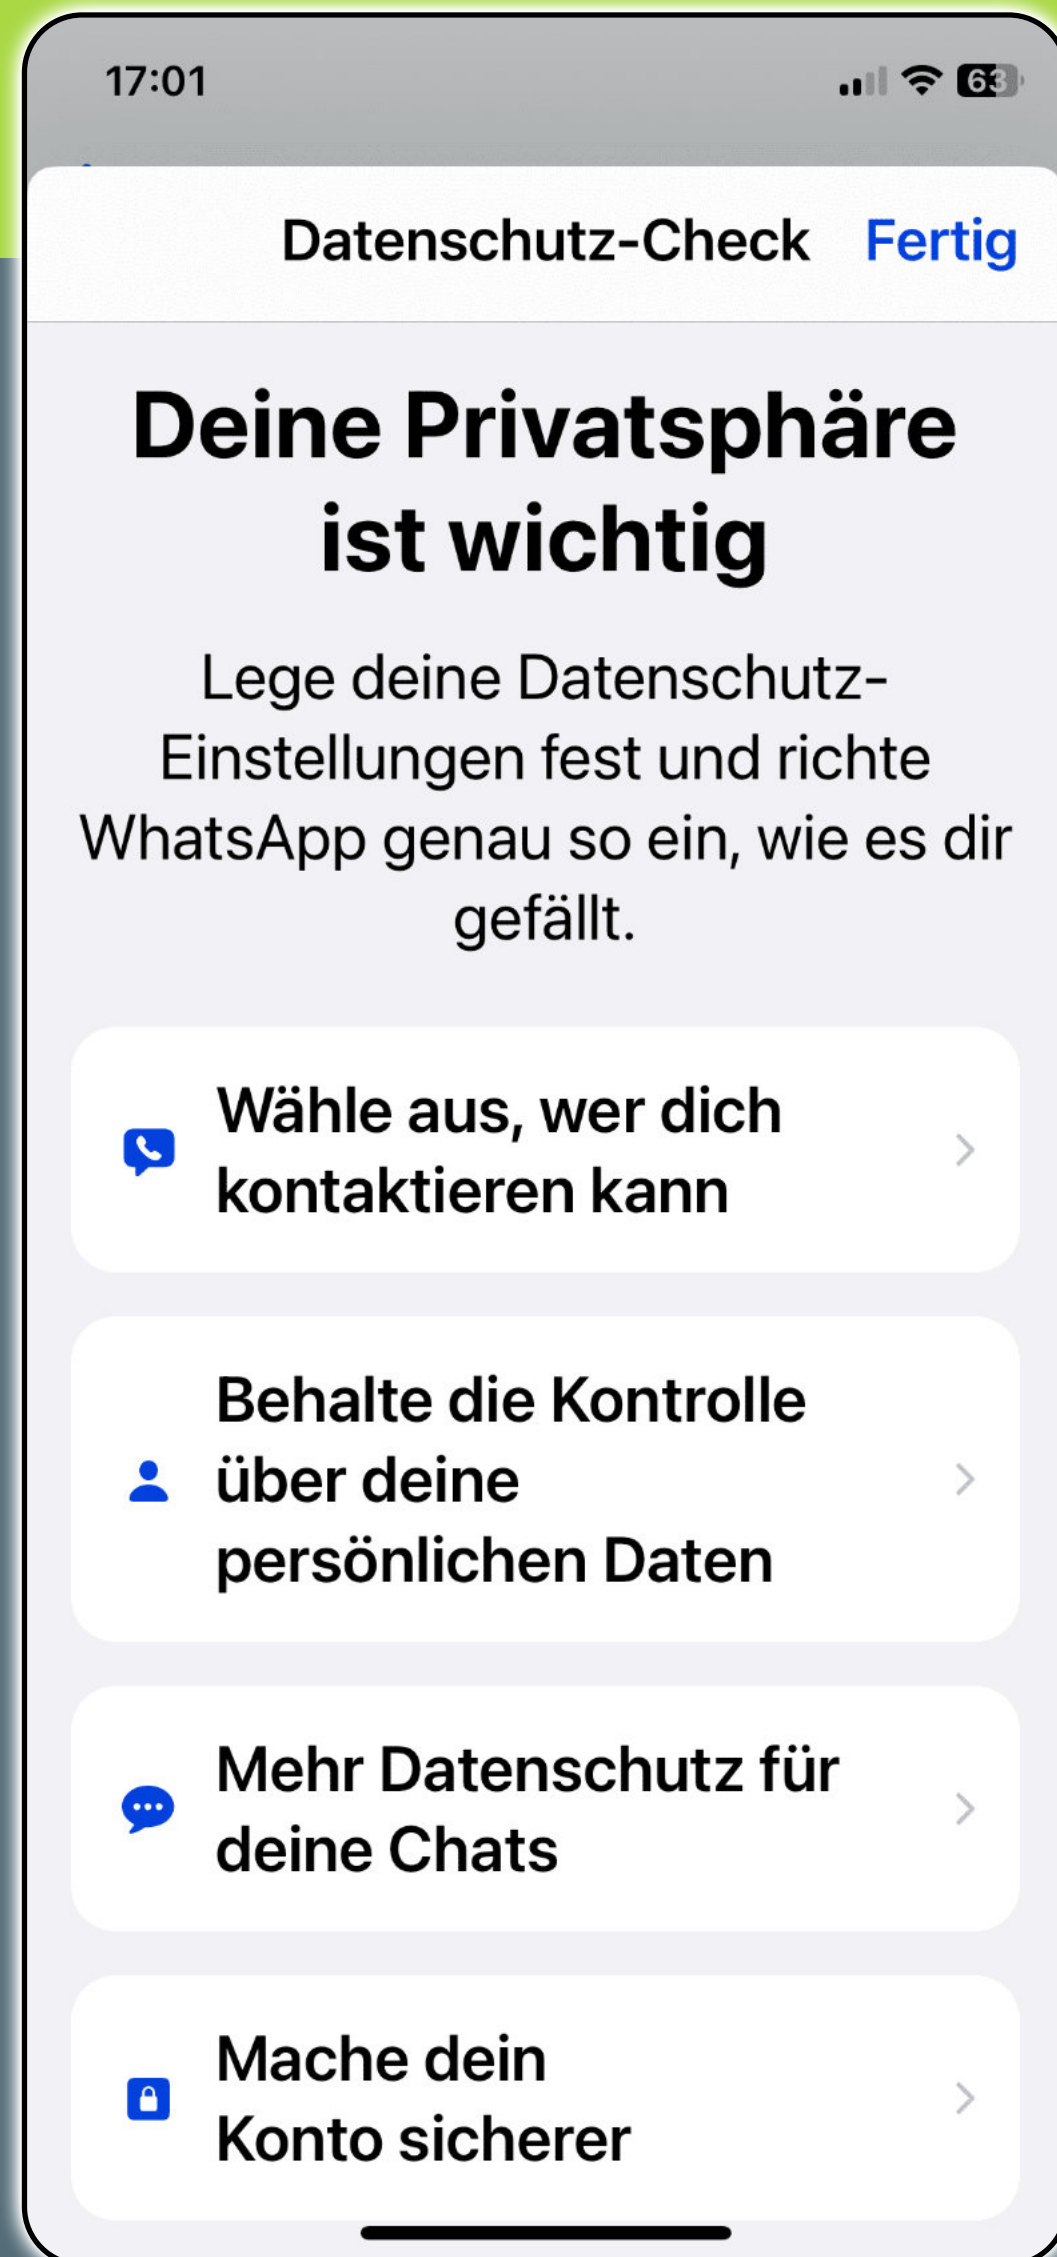 17:01
63
Datenschutz-Check
Fertig
Deine Privatsphäre
ist wichtig
Lege deine Datenschutz-
Einstellungen fest und richte
WhatsApp genau so ein, wie es dir
gefällt.
Wähle aus, wer dich
kontaktieren kann
Behalte die Kontrolle
über deine
persönlichen Daten
Mehr Datenschutz für
deine Chats
Mache dein
Konto sicherer